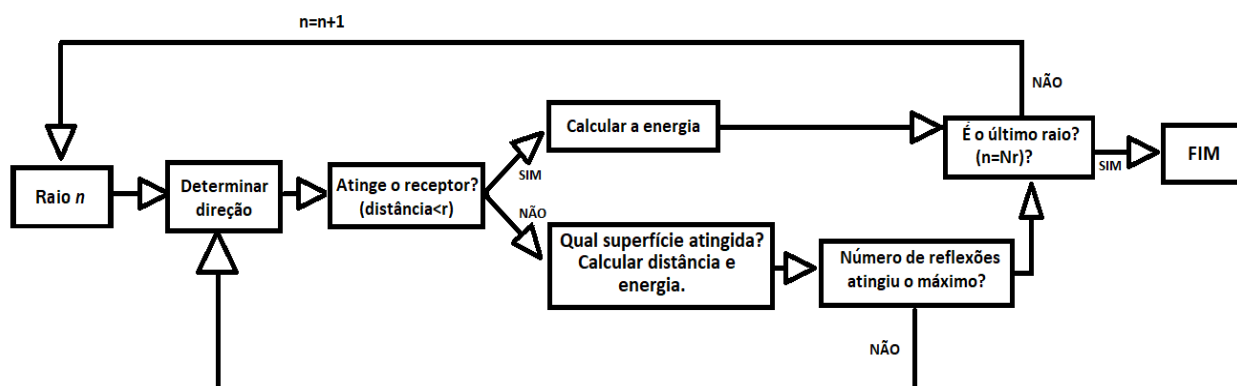 n=n+1
NÃO
Raio n
Determinar
direção
Atinge o receptor?
(distância<r)
SIM
NÃO
Calcular a energia
Qual superfície atingida?
Calcular distância e
energia.
Número de reflexões
atingiu o máximo?
NÃO
É o último raio?
(n=Nr)?
SIM
FIM